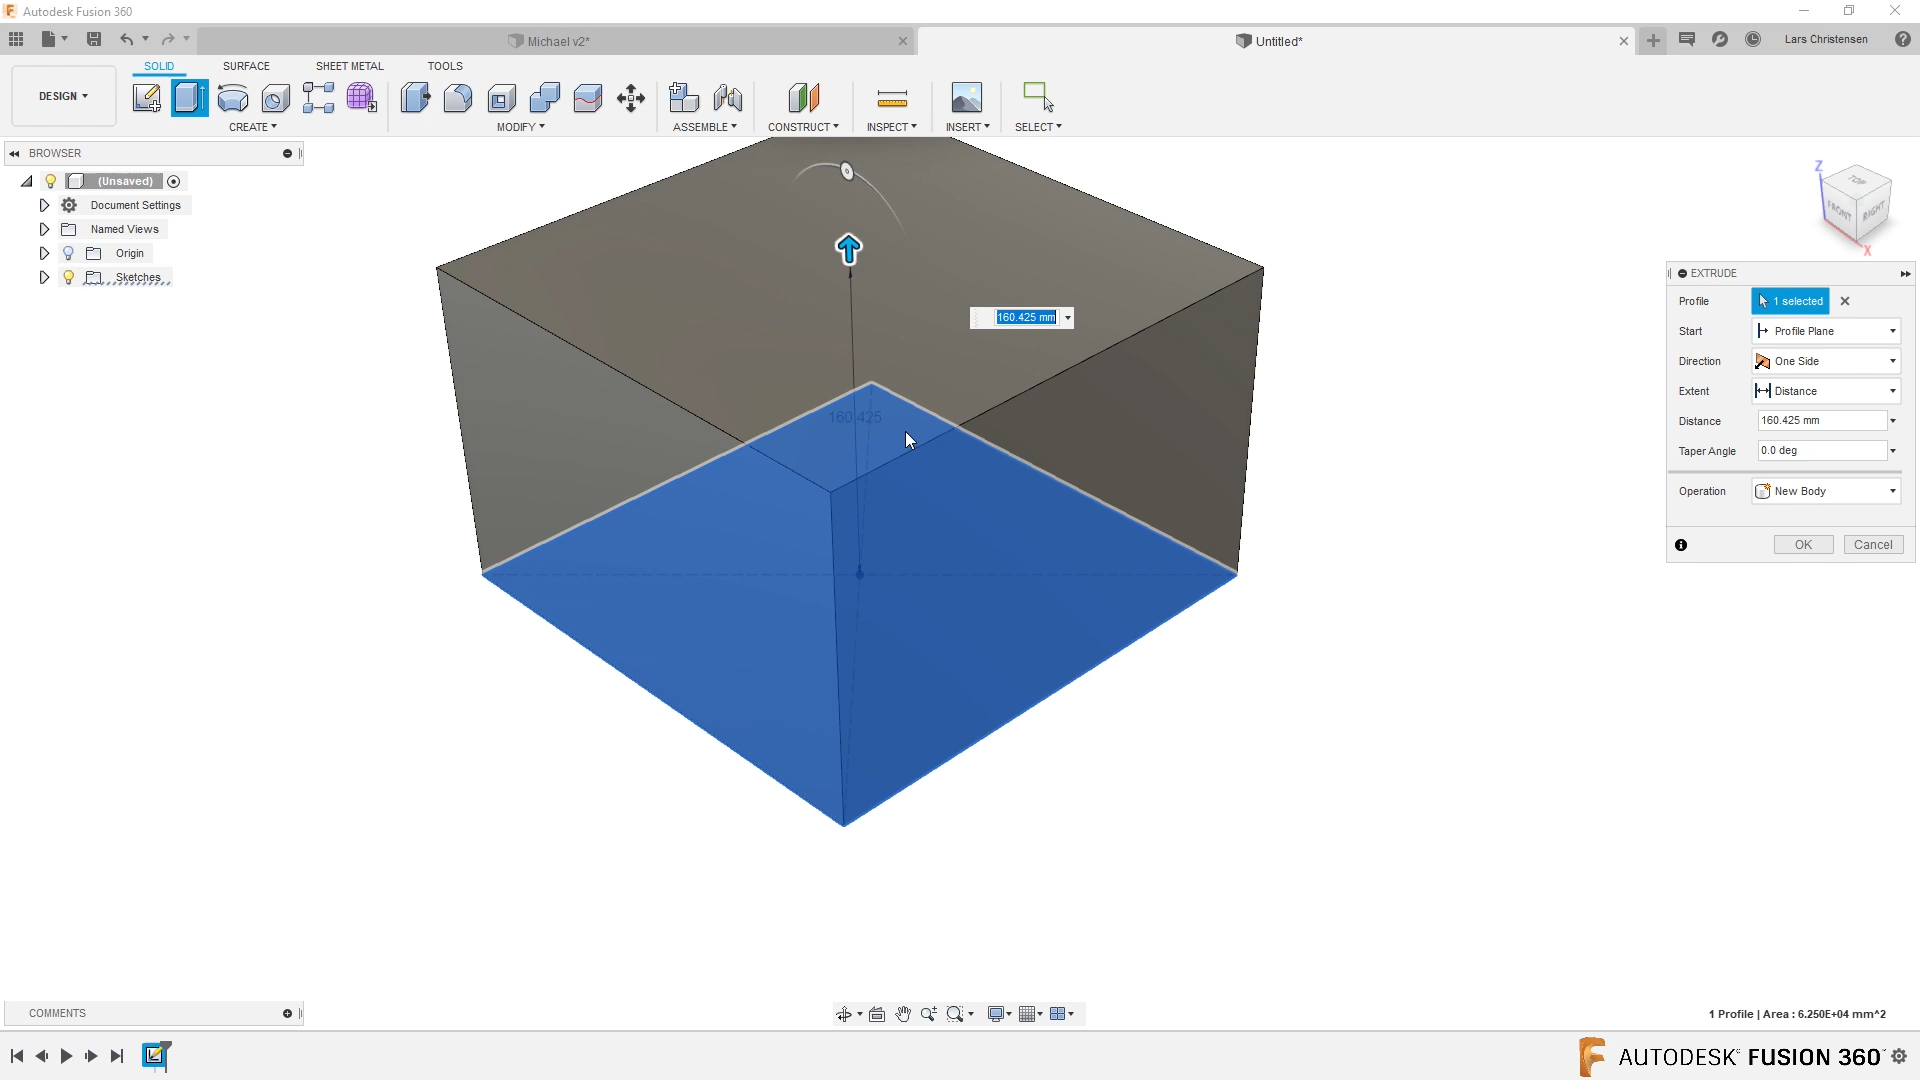 Autodesk Fusion 360
Michael v2*
Untitled*
Lars Christensen
DESIGN
SOLID
SURFACE
SHEET METAL
TOOLS
CREATE
MODIFY
ASSEMBLE
CONSTRUCT
INSPECT
INSERT
SELECT
BROWSER
(Unsaved)
Document Settings
Named Views
Origin
Sketches
160.425 mm
160.425
Z
TOP
FRONT
RIGHT
X
EXTRUDE
Profile
1 selected
Start
Profile Plane
Direction
One Side
Extent
Distance
Distance
160.425 mm
Taper Angle
0.0 deg
Operation
New Body
OK
Cancel
COMMENTS
1 Profile | Area : 6.250E+04 mm^2
AUTODESK FUSION 360